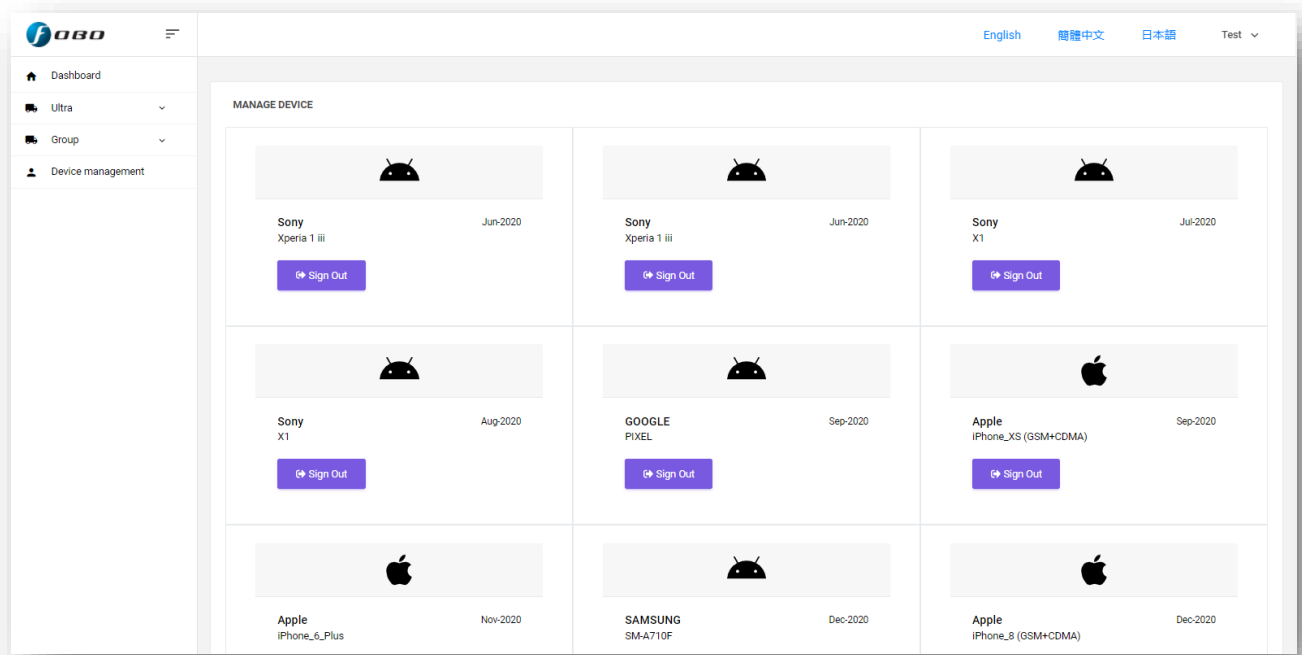 FOBO
English 簡體中文 日本語 Test
Dashboard
Ultra
Group
Device management
MANAGE DEVICE
Sony Jun-2020
Xperia 1 iii
Sign Out
Sony Jun-2020
Xperia 1 iii
Sign Out
Sony Jul-2020
X1
Sign Out
Sony Aug-2020
X1
Sign Out
GOOGLE Sep-2020
PIXEL
Sign Out
Apple Sep-2020
iPhone_XS (GSM+CDMA)
Sign Out
Apple Nov-2020
iPhone_6_Plus
SAMSUNG Dec-2020
SM-A710F
Apple Dec-2020
iPhone_8 (GSM+CDMA)